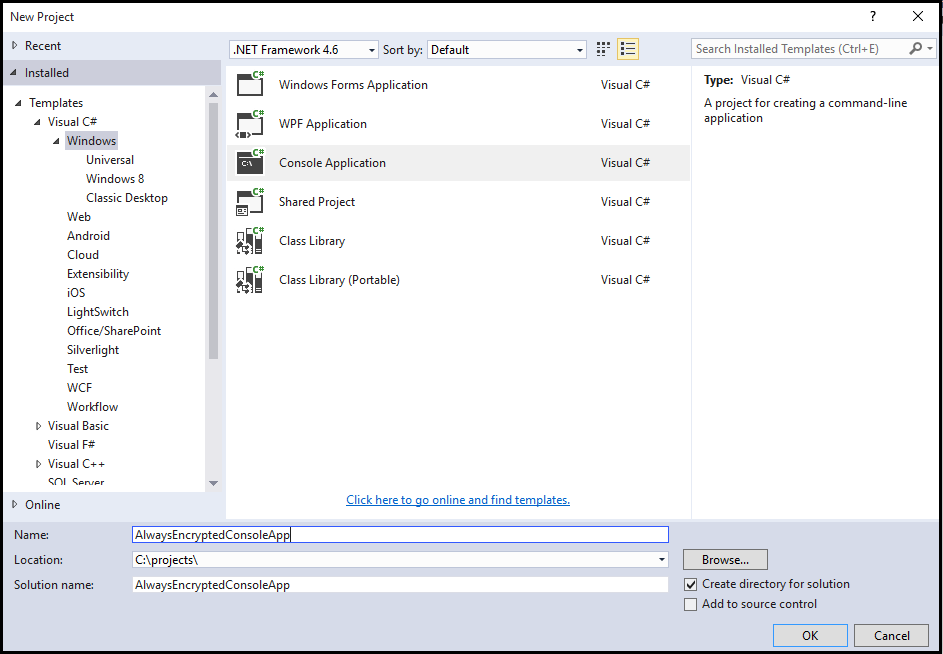 New Project
?
Recent
.NET Framework 4.6
Sort by:
Default
Search Installed Templates (Ctrl+E)
Installed
Templates
Visual C#
Windows
Universal
Windows 8
Classic Desktop
Web
Android
Cloud
Extensibility
iOS
LightSwitch
Office/SharePoint
Silverlight
Test
WCF
Workflow
Visual Basic
Visual F#
Visual C++
SQL Server
Online
C# Windows Forms Application Visual C#
C# WPF Application Visual C#
C# C:\ Console Application Visual C#
C# Shared Project Visual C#
C# Class Library Visual C#
C# Class Library (Portable) Visual C#
Click here to go online and find templates.
Type: Visual C#
A project for creating a command-line
application
Name: AlwaysEncryptedConsoleApp
Location: C:\projects\
Browse...
Solution name: AlwaysEncryptedConsoleApp
Create directory for solution
Add to source control
OK
Cancel